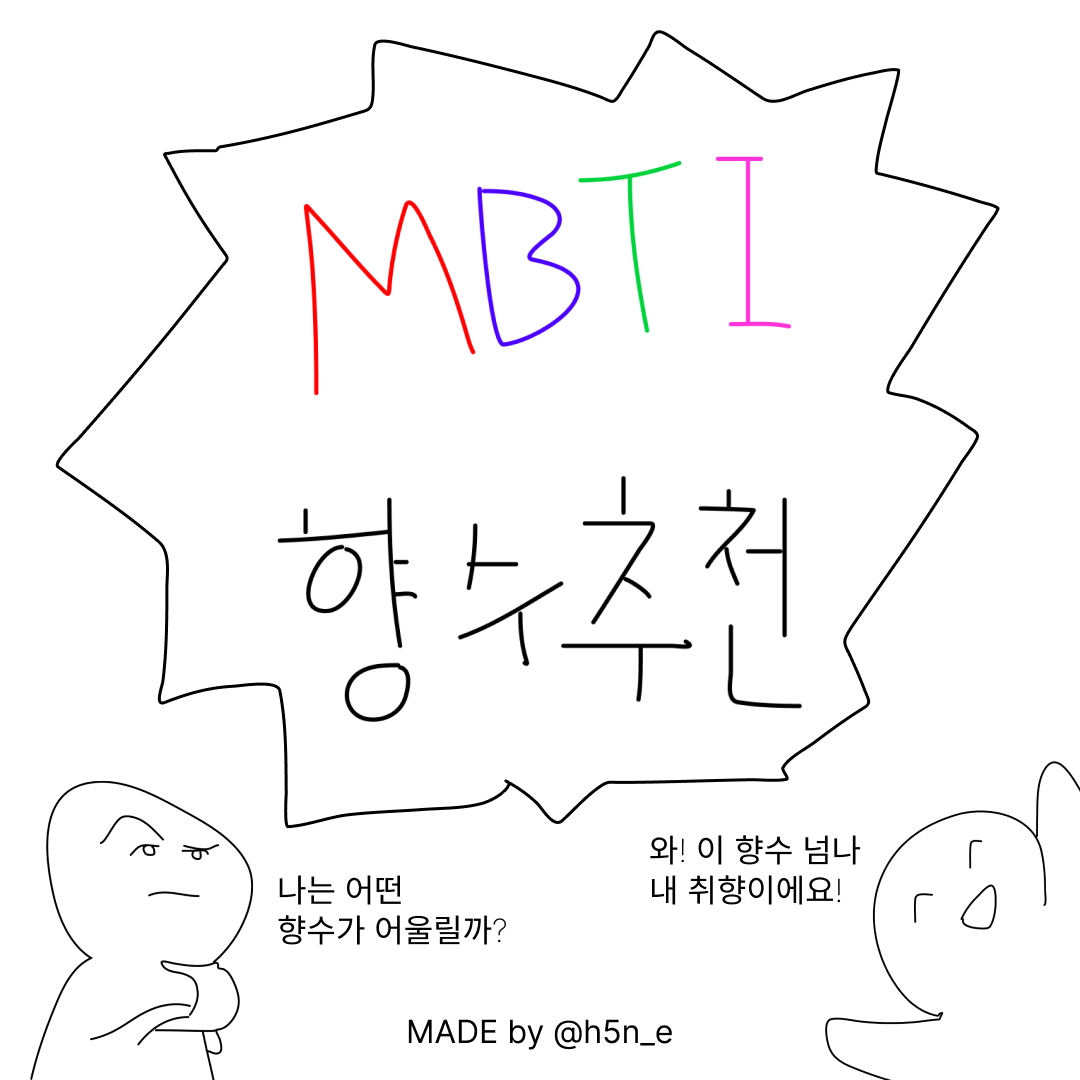 MBTI
향수추천
나는 어떤
향수가 어울릴까?
와! 이 향수 넘나
내 취향이에요!
MADE by @h5n_e